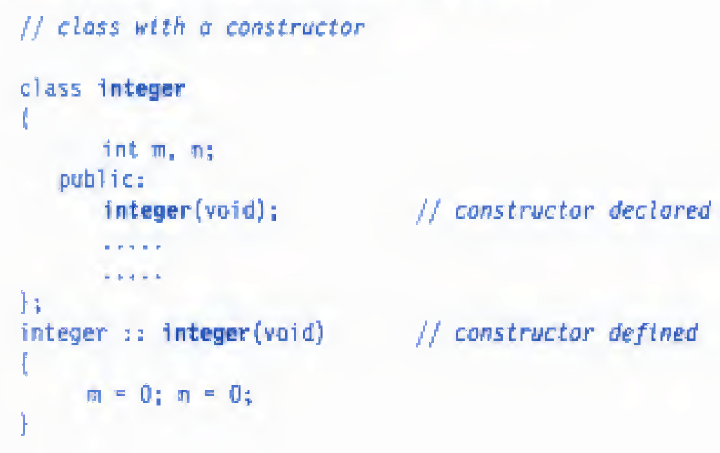 // class with a constructor
class integer
{
int m, n;
public:
integer(void); // constructor declared
.....
.....
};
integer :: integer(void) // constructor defined
{
m = 0; n = 0;
}